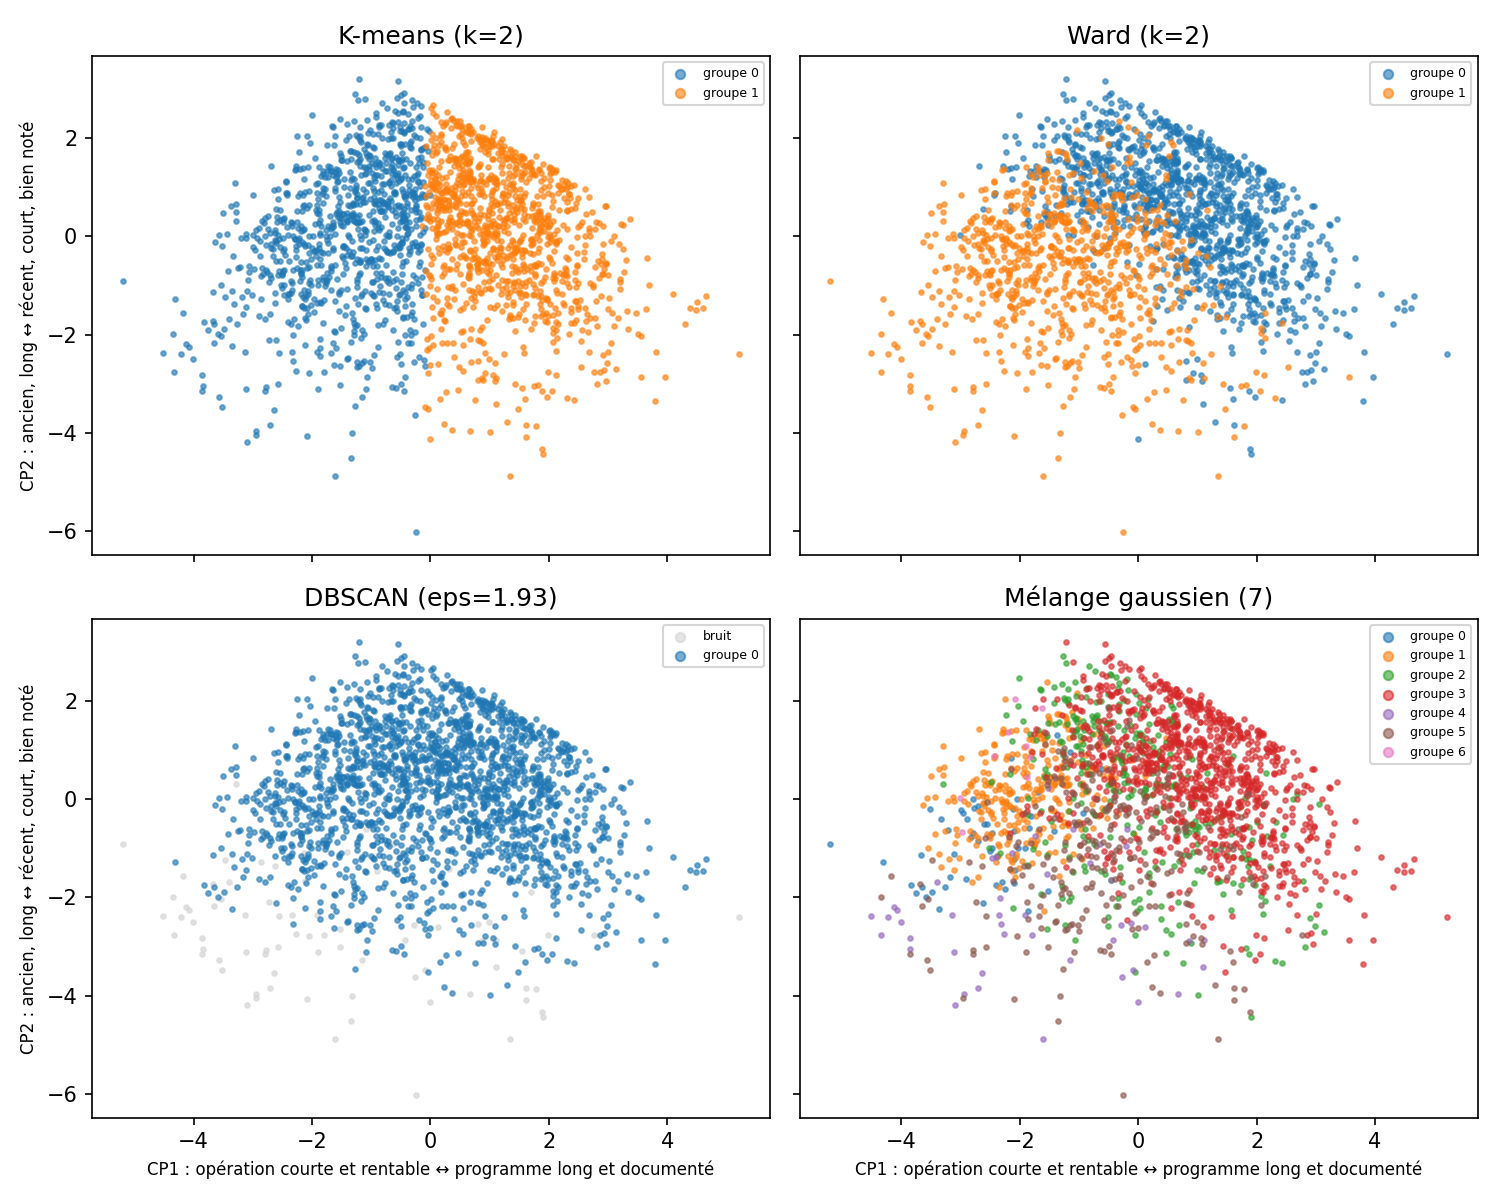 K-means (k=2)
groupe 0
groupe 1
2
0
−2
−4
−6
CP2 : ancien, long ↔ récent, court, bien noté
Ward (k=2)
groupe 0
groupe 1
DBSCAN (eps=1.93)
bruit
groupe 0
2
0
−2
−4
−6
−4
−2
0
2
4
CP2 : ancien, long ↔ récent, court, bien noté
CP1 : opération courte et rentable ↔ programme long et documenté
Mélange gaussien (7)
groupe 0
groupe 1
groupe 2
groupe 3
groupe 4
groupe 5
groupe 6
−4
−2
0
2
4
CP1 : opération courte et rentable ↔ programme long et documenté